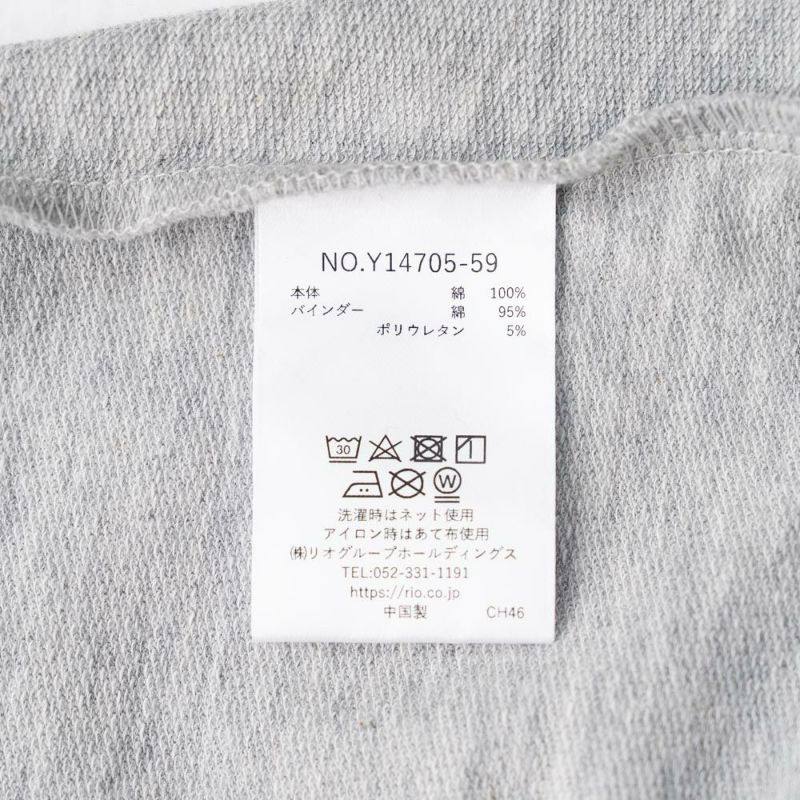 NO.Y14705-59
本体 綿 100%
バインダー 綿 95%
ポリウレタン 5%
30
W
洗濯時はネット使用
アイロン時はあて布使用
㈱リオグループホールディングス
TEL:052-331-1191
https://rio.co.jp
中国製 CH46